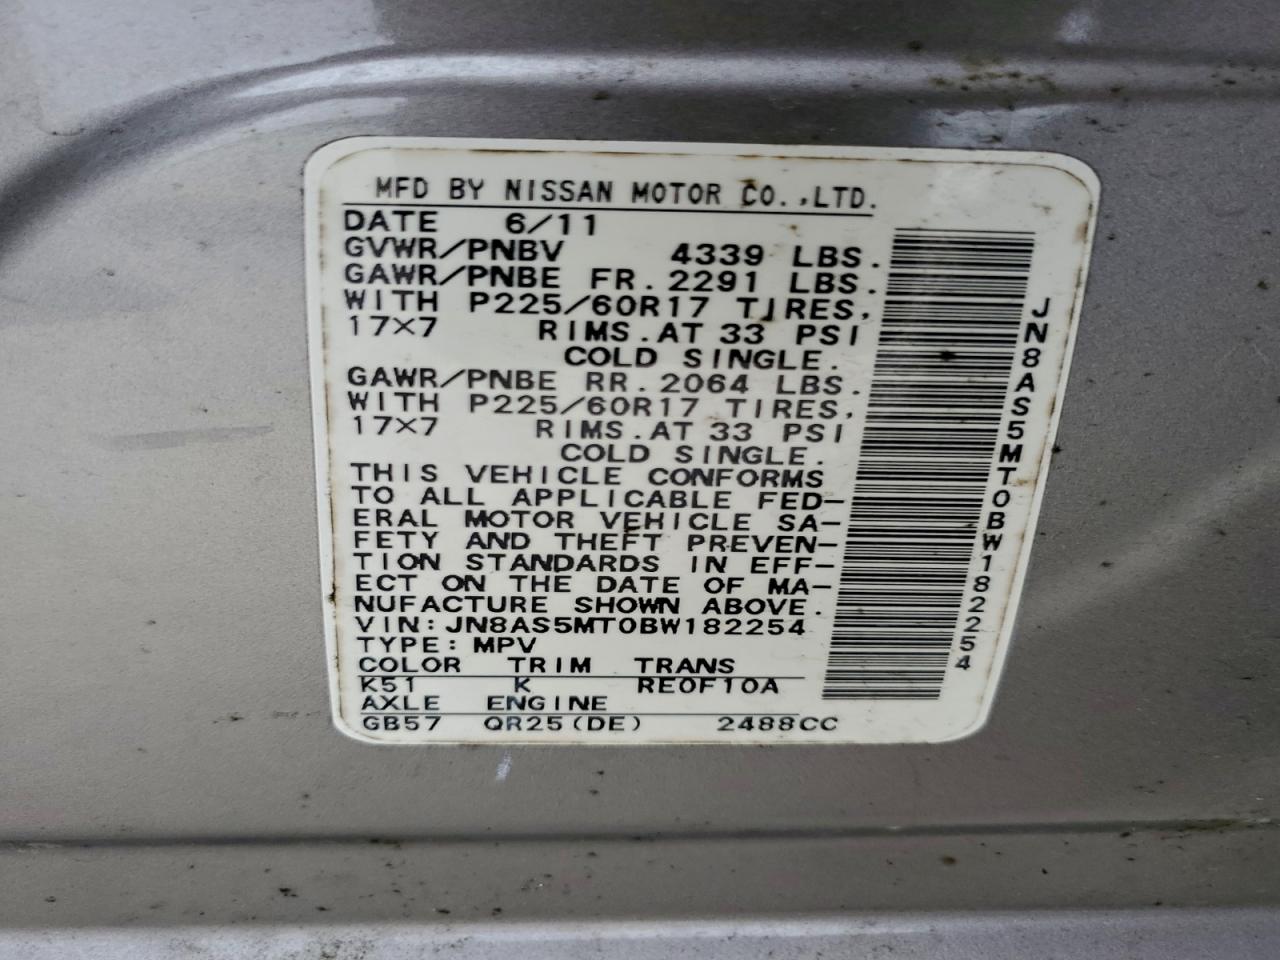 MFD BY NISSAN MOTOR CO.,LTD.
DATE 6/11
GVWR/PNBV 4339 LBS.
GAWR/PNBE FR.2291 LBS.
WITH P225/60R17 TIRES,
17×7 RIMS.AT 33 PSI
COLD SINGLE.
GAWR/PNBE RR.2064 LBS.
WITH P225/60R17 TIRES,
17×7 RIMS.AT 33 PSI
COLD SINGLE.
THIS VEHICLE CONFORMS
TO ALL APPLICABLE FED-
ERAL MOTOR VEHICLE SA-
FETY AND THEFT PREVEN-
TION STANDARDS IN EFF-
ECT ON THE DATE OF MA-
NUFACTURE SHOWN ABOVE.
VIN:JN8AS5MT0BW182254
TYPE:MPV
COLOR TRIM TRANS
K51 K RE0F10A
AXLE ENGINE
GB57 QR25(DE) 2488CC
JN8AS5MT0BW182254